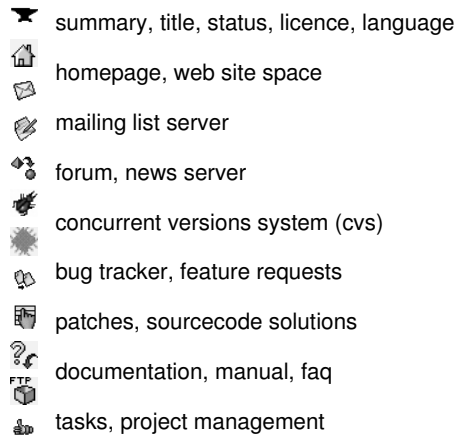 summary, title, status, licence, language
homepage, web site space
mailing list server
forum, news server
concurrent versions system (cvs)
bug tracker, feature requests
patches, sourcecode solutions
documentation, manual, faq
FTP
tasks, project management